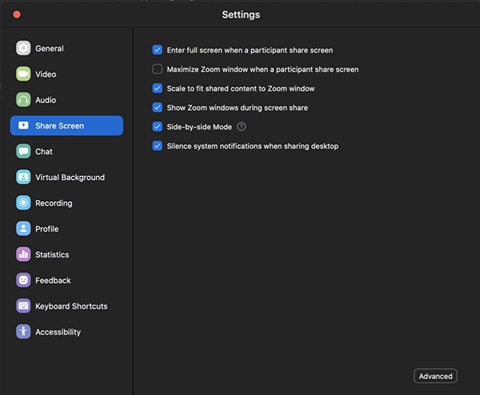 Settings
General
Video
Audio
Share Screen
Chat
Virtual Background
Recording
Profile
Statistics
Feedback
Keyboard Shortcuts
Accessibility
Enter full screen when a participant share screen
Maximize Zoom window when a participant share screen
Scale to fit shared content to Zoom window
Show Zoom windows during screen share
Side-by-side Mode ?
Silence system notifications when sharing desktop
Advanced